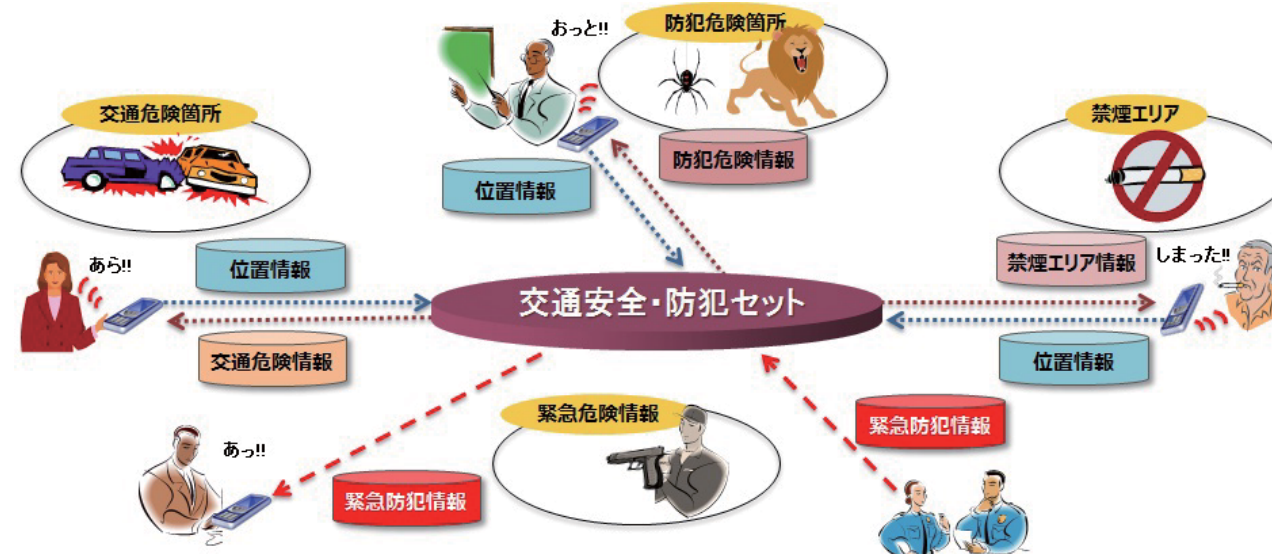 おっと!!
防犯危険箇所
交通危険箇所
禁煙エリア
防犯危険情報
位置情報
あら!!
位置情報
禁煙エリア情報
しまった!!
交通安全・防犯セット
交通危険情報
位置情報
緊急危険情報
緊急防犯情報
あっ!!
緊急防犯情報